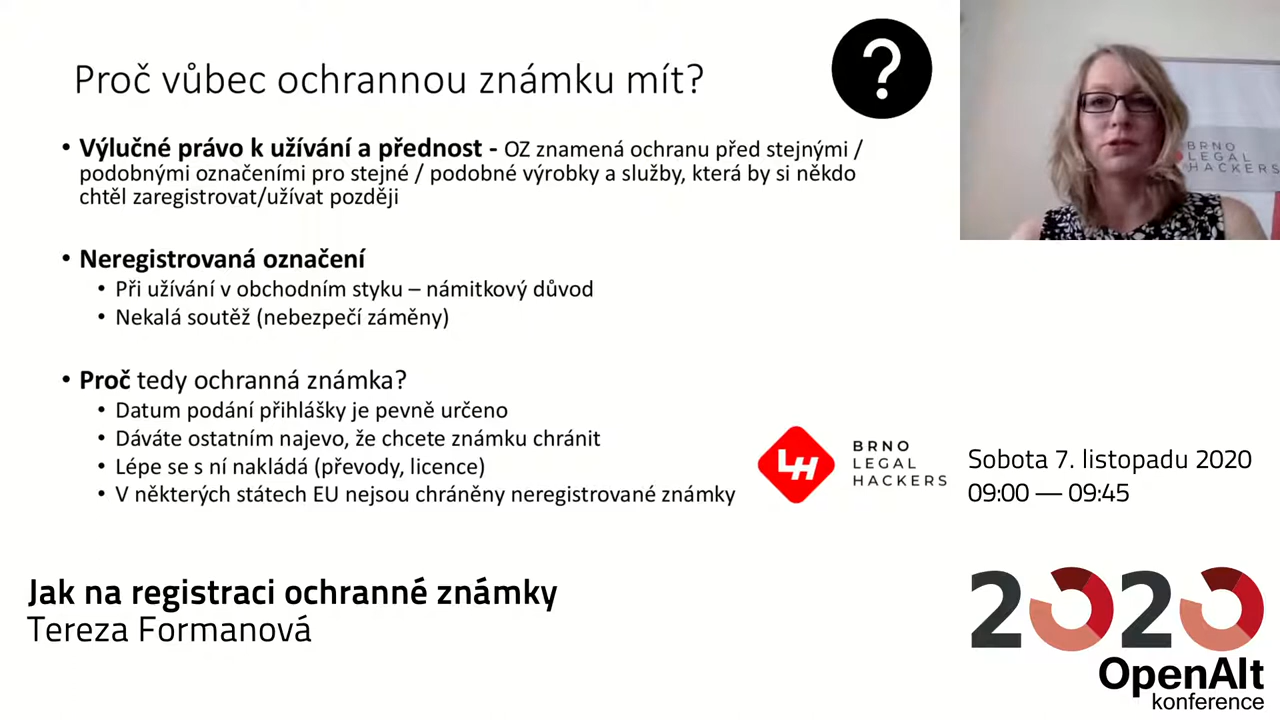 Proč vůbec ochrannou známku mít?
?
• Výlučné právo k užívání a přednost - OZ znamená ochranu před stejnými /
podobnými označeními pro stejné / podobné výrobky a služby, která by si někdo
chtěl zaregistrovat/užívat později
• Neregistrovaná označení
• Při užívání v obchodním styku – námitkový důvod
• Nekalá soutěž (nebezpečí záměny)
• Proč tedy ochranná známka?
• Datum podání přihlášky je pevně určeno
• Dáváte ostatním najevo, že chcete známku chránit
• Lépe se s ní nakládá (převody, licence)
• V některých státech EU nejsou chráněny neregistrované známky
BRNO
LEGAL
HACKERS
LH
BRNO
LEGAL
HACKERS
Sobota 7. listopadu 2020
09:00 — 09:45
Jak na registraci ochranné známky
Tereza Formanová
2020
OpenAlt
konference